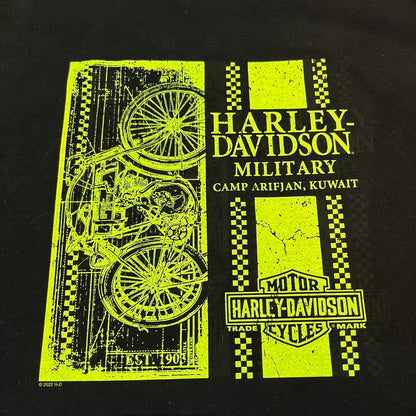 HARLEY-
DAVIDSON
MILITARY
CAMP ARIFJAN, KUWAIT
MOTOR
HARLEY-DAVIDSON
CYCLES
TRADE MARK
EST. 1903
© 2022 H-D